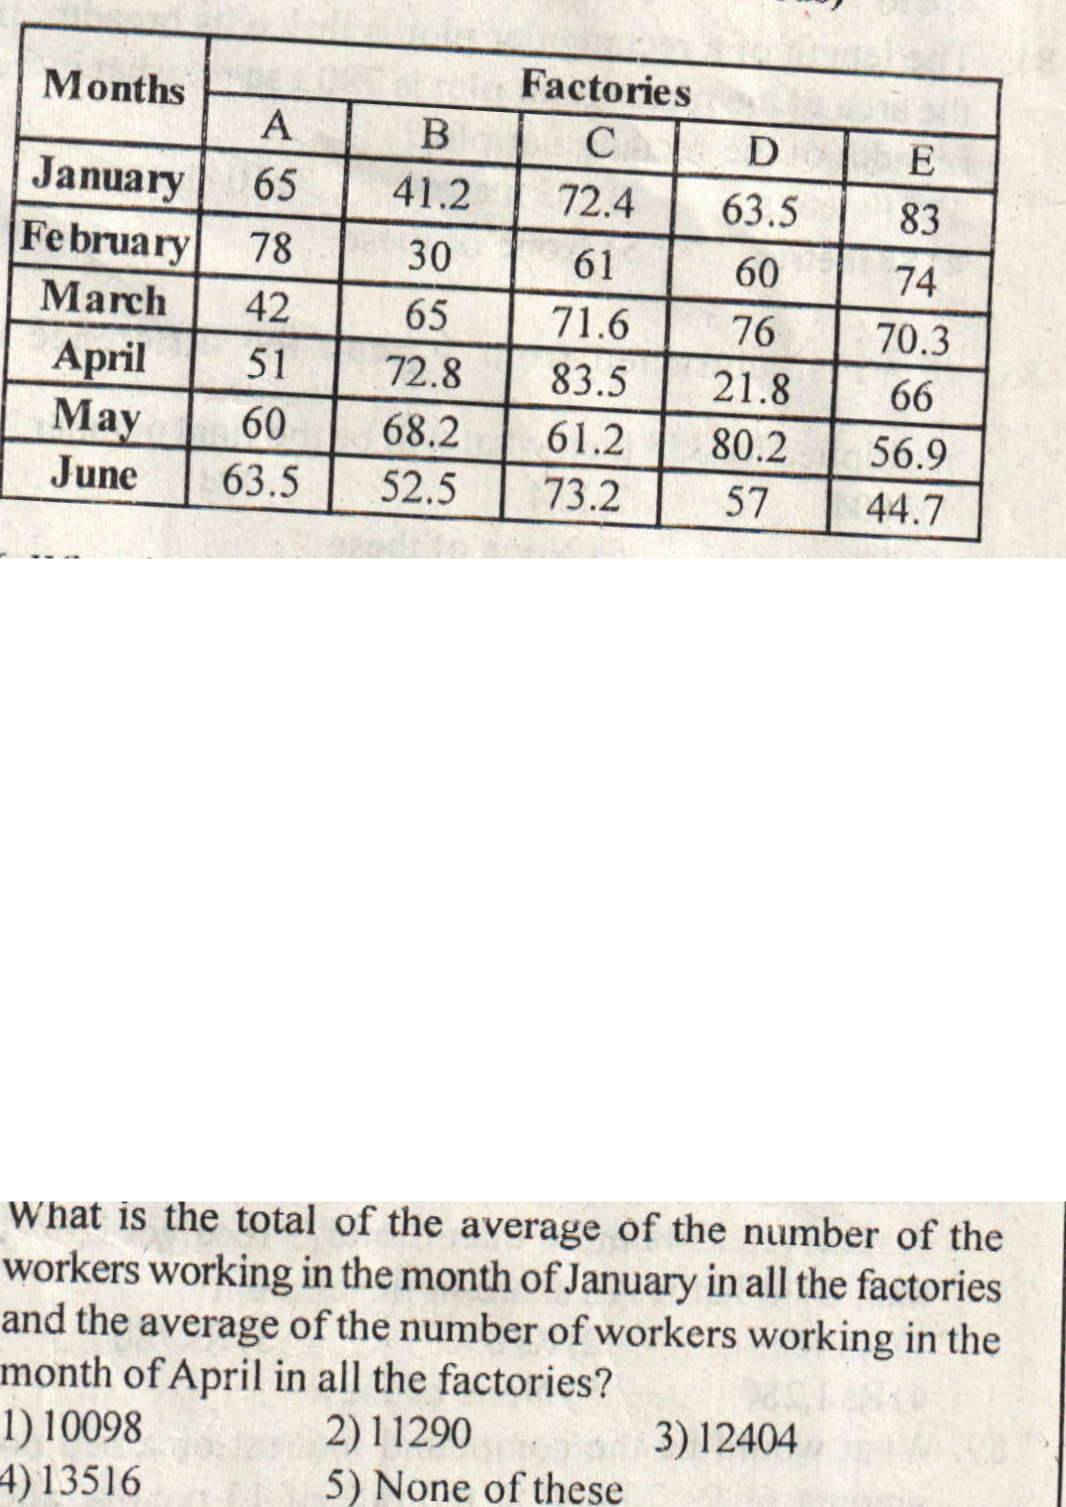 Months Factories
A B C D E
January 65 41.2 72.4 63.5 83
February 78 30 61 60 74
March 42 65 71.6 76 70.3
April 51 72.8 83.5 21.8 66
May 60 68.2 61.2 80.2 56.9
June 63.5 52.5 73.2 57 44.7
What is the total of the average of the number of the
workers working in the month of January in all the factories
and the average of the number of workers working in the
month of April in all the factories?
1) 10098 2) 11290 3) 12404
4) 13516 5) None of these